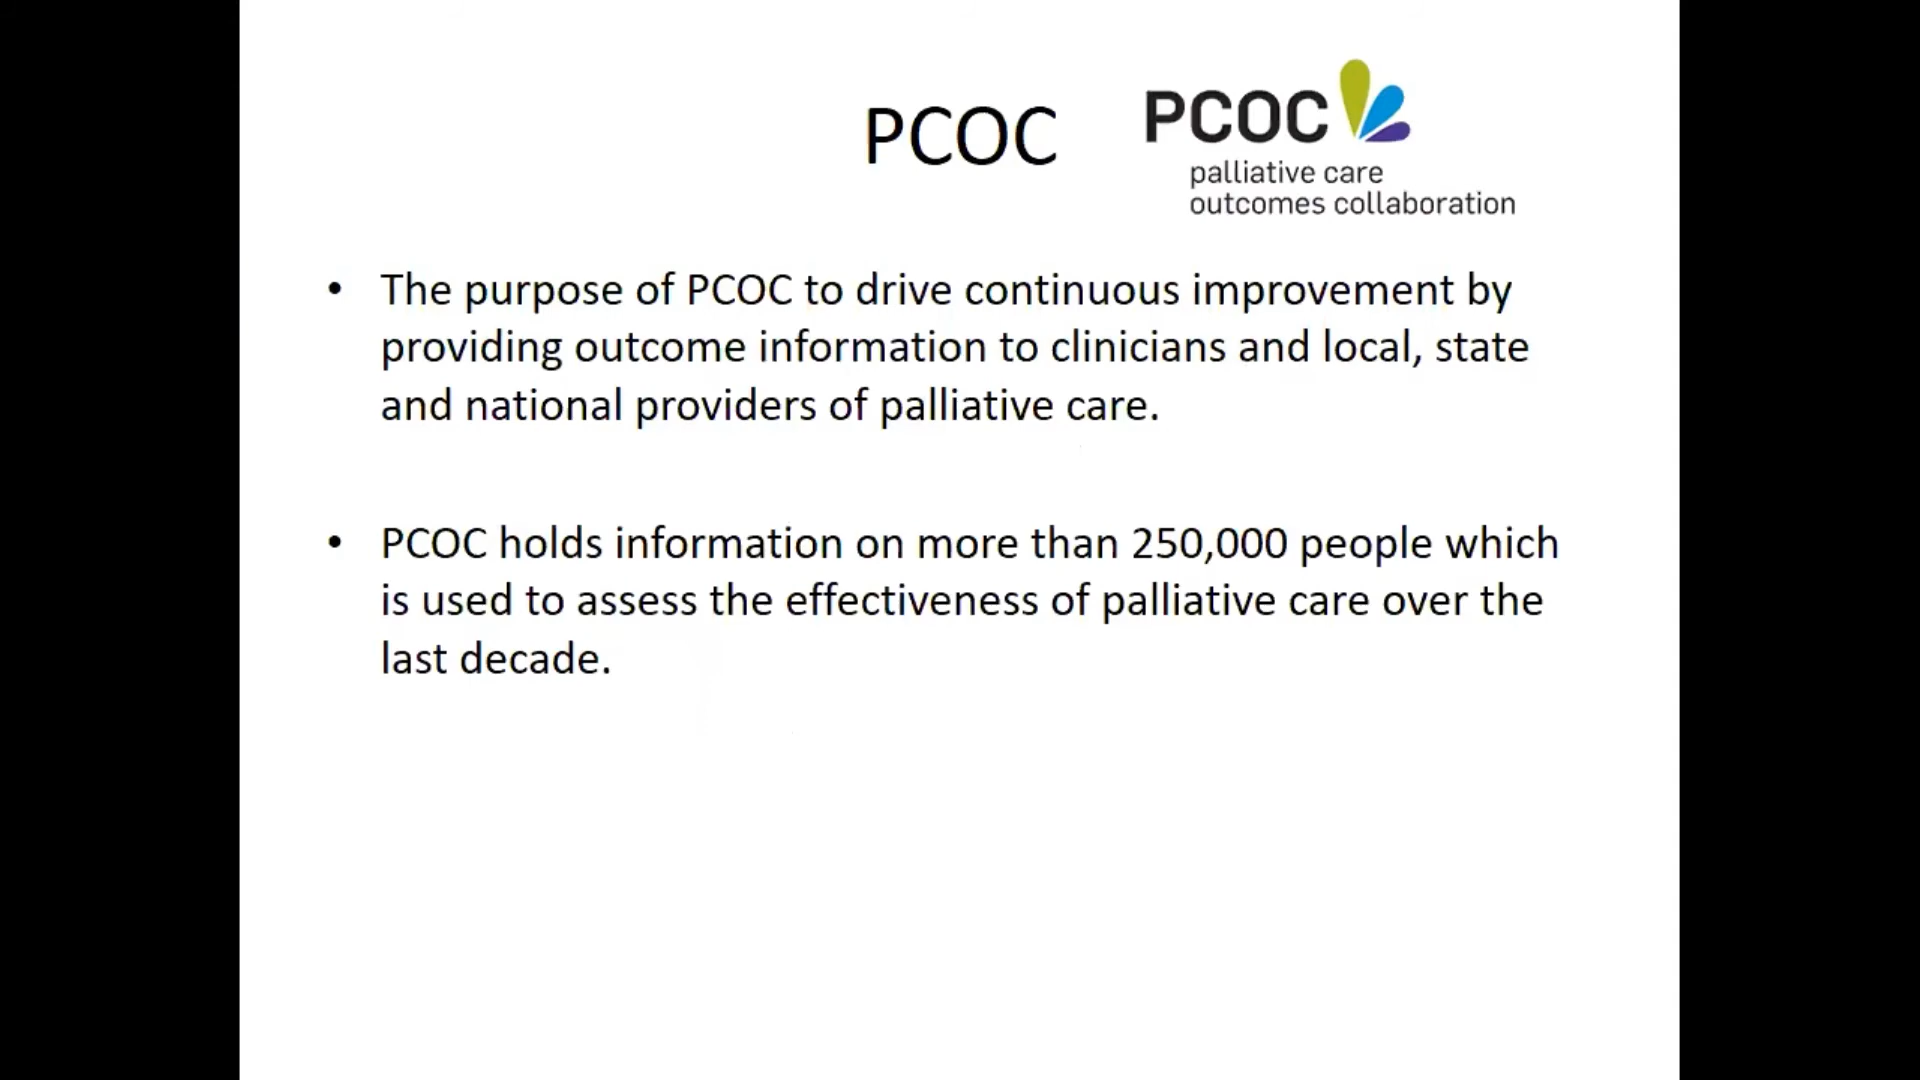 PCOC
PCOC
palliative care
outcomes collaboration
• The purpose of PCOC to drive continuous improvement by
providing outcome information to clinicians and local, state
and national providers of palliative care.
• PCOC holds information on more than 250,000 people which
is used to assess the effectiveness of palliative care over the
last decade.